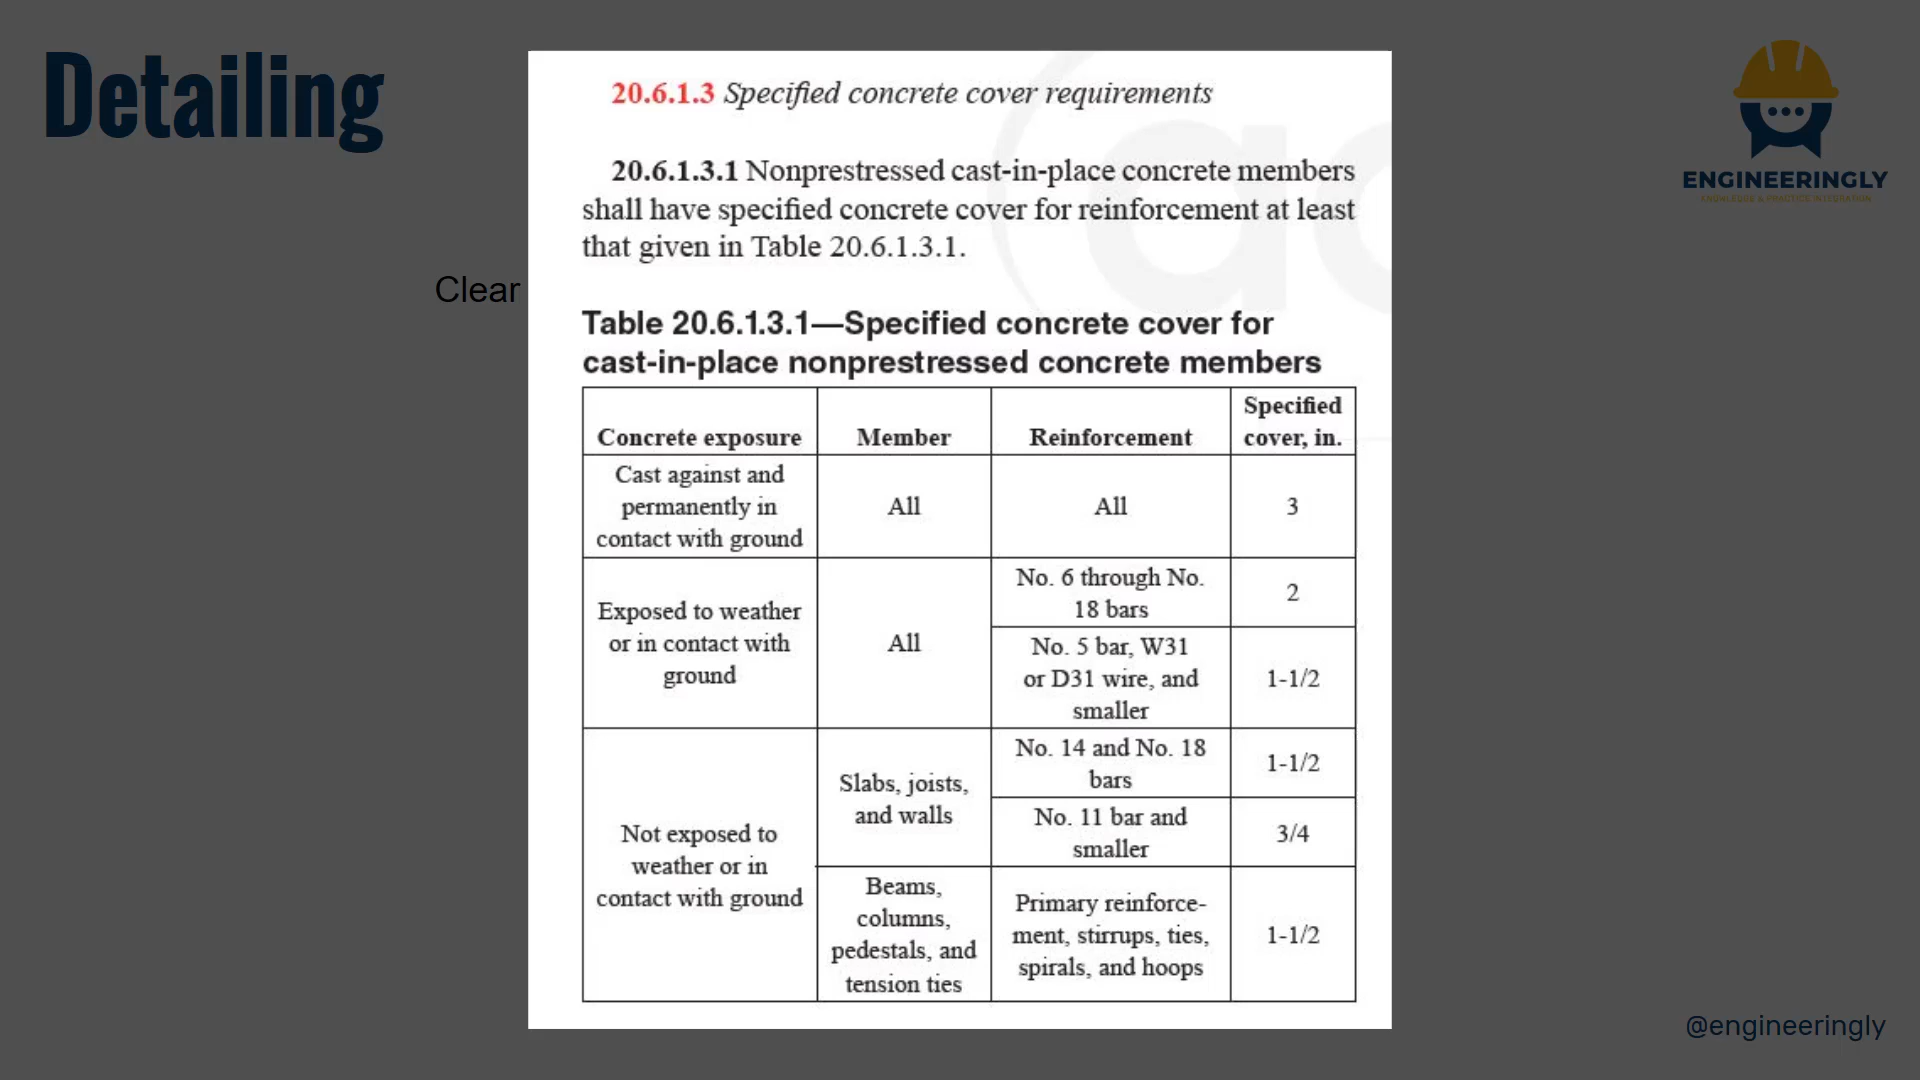 Detailing
20.6.1.3 Specified concrete cover requirements
20.6.1.3.1 Nonprestressed cast-in-place concrete members
shall have specified concrete cover for reinforcement at least
that given in Table 20.6.1.3.1.
Clear
Table 20.6.1.3.1—Specified concrete cover for
cast-in-place nonprestressed concrete members
Concrete exposure
Member
Reinforcement
Specified
cover, in.
Cast against and
permanently in
contact with ground
All
All
3
Exposed to weather
or in contact with
ground
All
No. 6 through No.
18 bars
2
No. 5 bar, W31
or D31 wire, and
smaller
1-1/2
Not exposed to
weather or in
contact with ground
Slabs, joists,
and walls
No. 14 and No. 18
bars
1-1/2
No. 11 bar and
smaller
3/4
Beams,
columns,
pedestals, and
tension ties
Primary reinforce-
ment, stirrups, ties,
spirals, and hoops
1-1/2
ENGINEERINGLY
KNOWLEDGE & PRACTICE INTEGRATION
@engineeringly